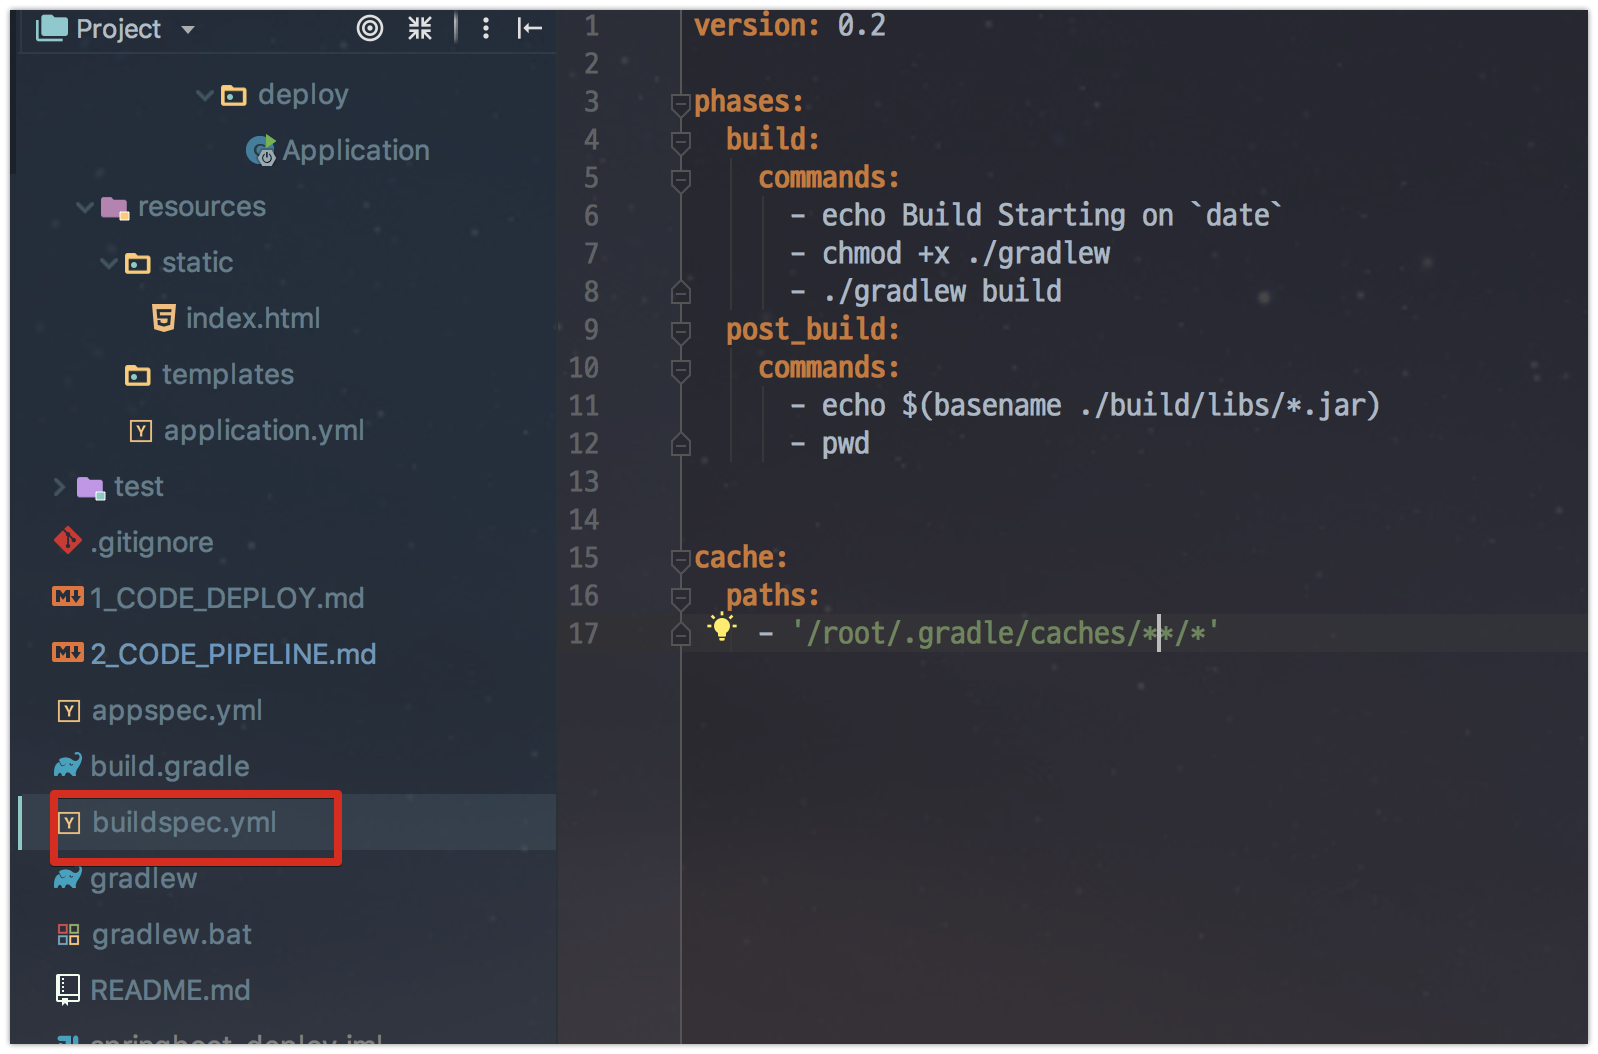 Project
deploy
Application
resources
static
index.html
templates
application.yml
test
.gitignore
1_CODE_DEPLOY.md
2_CODE_PIPELINE.md
appspec.yml
build.gradle
buildspec.yml
gradlew
gradlew.bat
README.md
springboot_deploy.iml
1 version: 0.2
2
3 phases:
4   build:
5     commands:
6       - echo Build Starting on `date`
7       - chmod +x ./gradlew
8       - ./gradlew build
9   post_build:
10     commands:
11       - echo $(basename ./build/libs/*.jar)
12       - pwd
13
14
15 cache:
16   paths:
17     - '/root/.gradle/caches/**/*'